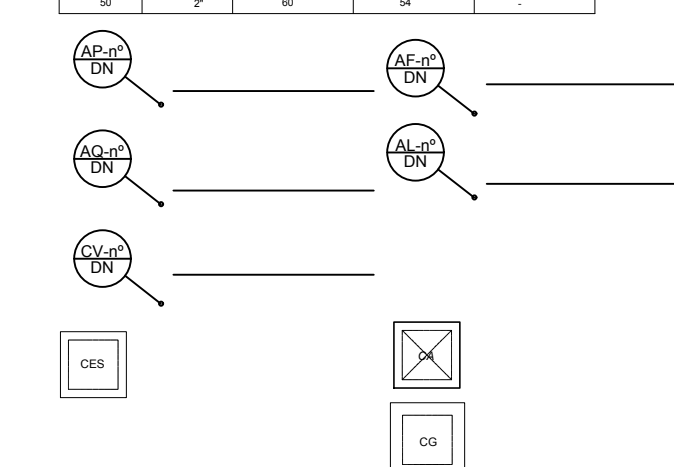 50 2" 60 54 -
AP-nº
DN
AF-nº
DN
AQ-nº
DN
AL-nº
DN
CV-nº
DN
CES
CA
CG